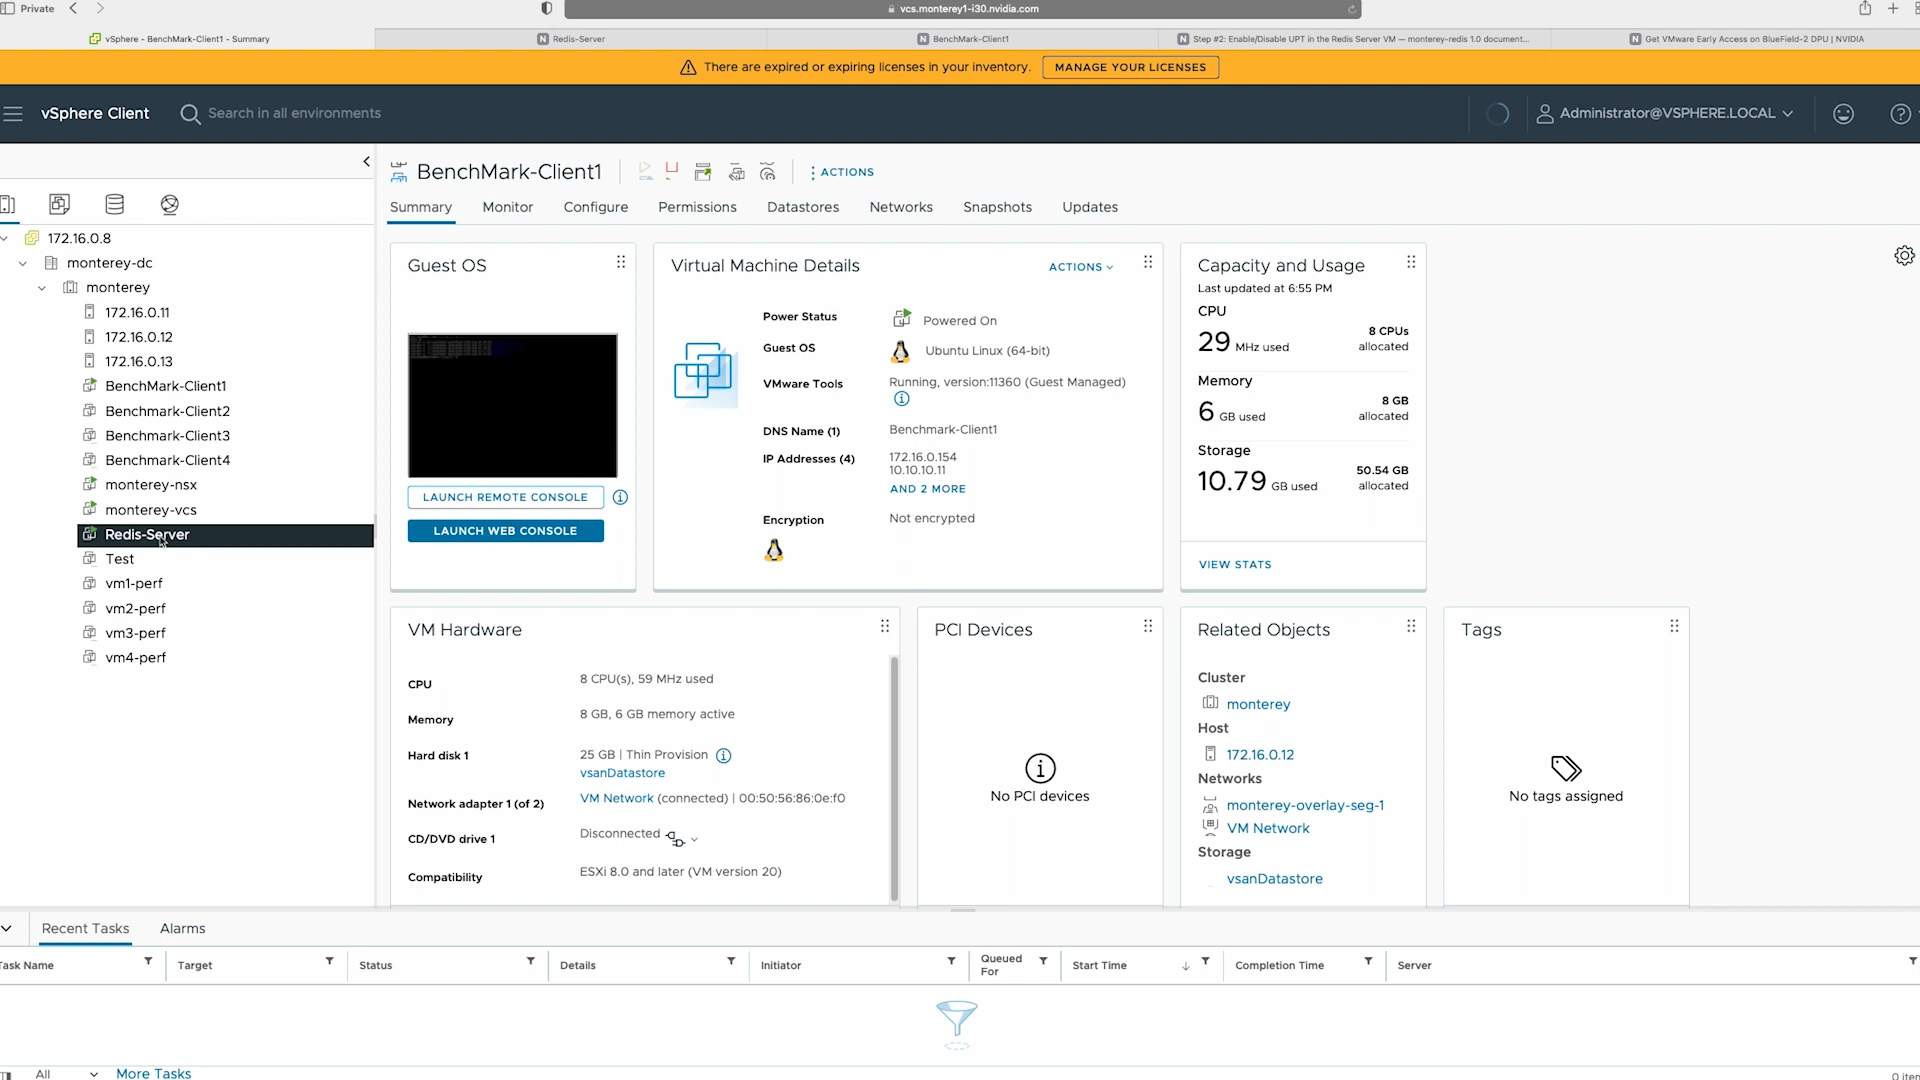 Private
vcs.monterey1-i30.nvidia.com
vSphere - BenchMark-Client1 - Summary
Redis-Server
BenchMark-Client1
Step #2: Enable/Disable UPT in the Redis Server VM — monterey-redis 1.0 document...
Get VMware Early Access on BlueField-2 DPU | NVIDIA
There are expired or expiring licenses in your inventory.
MANAGE YOUR LICENSES
vSphere Client
Search in all environments
Administrator@VSPHERE.LOCAL
172.16.0.8
monterey-dc
monterey
172.16.0.11
172.16.0.12
172.16.0.13
BenchMark-Client1
Benchmark-Client2
Benchmark-Client3
Benchmark-Client4
monterey-nsx
monterey-vcs
Redis-Server
Test
vm1-perf
vm2-perf
vm3-perf
vm4-perf
BenchMark-Client1
ACTIONS
Summary
Monitor
Configure
Permissions
Datastores
Networks
Snapshots
Updates
Guest OS
LAUNCH REMOTE CONSOLE
LAUNCH WEB CONSOLE
Virtual Machine Details
ACTIONS
Power Status
Powered On
Guest OS
Ubuntu Linux (64-bit)
VMware Tools
Running, version:11360 (Guest Managed)
DNS Name (1)
Benchmark-Client1
IP Addresses (4)
172.16.0.154
10.10.10.11
AND 2 MORE
Encryption
Not encrypted
Capacity and Usage
Last updated at 6:55 PM
CPU
29 MHz used
8 CPUs
allocated
Memory
6 GB used
8 GB
allocated
Storage
10.79 GB used
50.54 GB
allocated
VIEW STATS
VM Hardware
CPU
8 CPU(s), 59 MHz used
Memory
8 GB, 6 GB memory active
Hard disk 1
25 GB | Thin Provision
vsanDatastore
Network adapter 1 (of 2)
VM Network (connected) | 00:50:56:86:0e:f0
CD/DVD drive 1
Disconnected
Compatibility
ESXi 8.0 and later (VM version 20)
PCI Devices
No PCI devices
Related Objects
Cluster
monterey
Host
172.16.0.12
Networks
monterey-overlay-seg-1
VM Network
Storage
vsanDatastore
Tags
No tags assigned
Recent Tasks
Alarms
Task Name
Target
Status
Details
Initiator
Queued
For
Start Time
Completion Time
Server
All
More Tasks
0 item